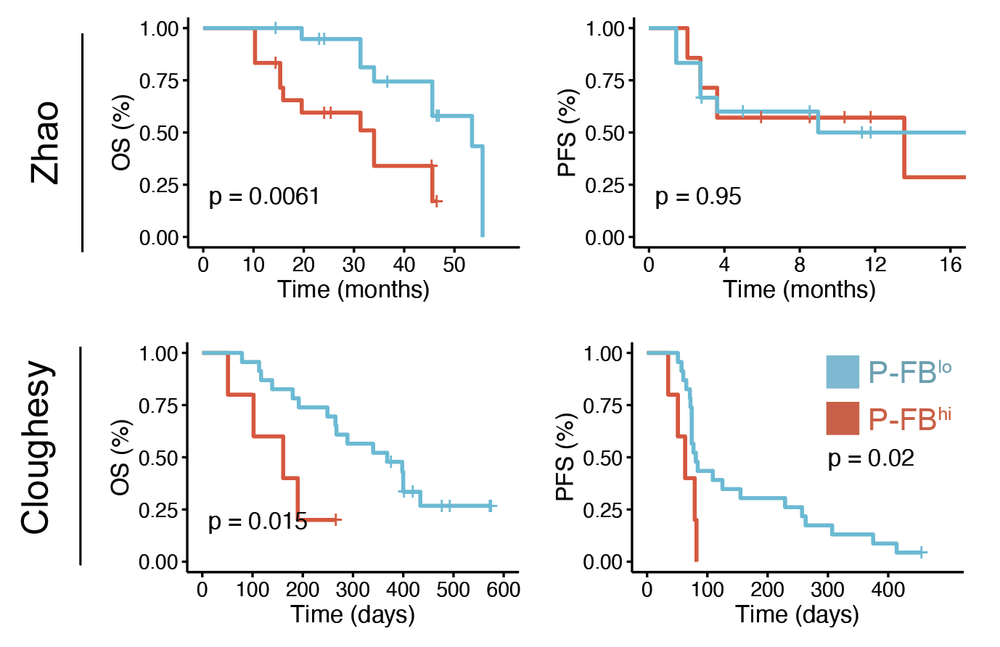 Zhao
OS (%)
1.00
0.75
0.50
0.25
0.00
p = 0.0061
0 10 20 30 40 50
Time (months)
PFS (%)
1.00
0.75
0.50
0.25
0.00
p = 0.95
0 4 8 12 16
Time (months)
Cloughesy
OS (%)
1.00
0.75
0.50
0.25
0.00
p = 0.015
0 100 200 300 400 500 600
Time (days)
PFS (%)
1.00
0.75
0.50
0.25
0.00
P-FBlo
P-FBhi
p = 0.02
0 100 200 300 400
Time (days)